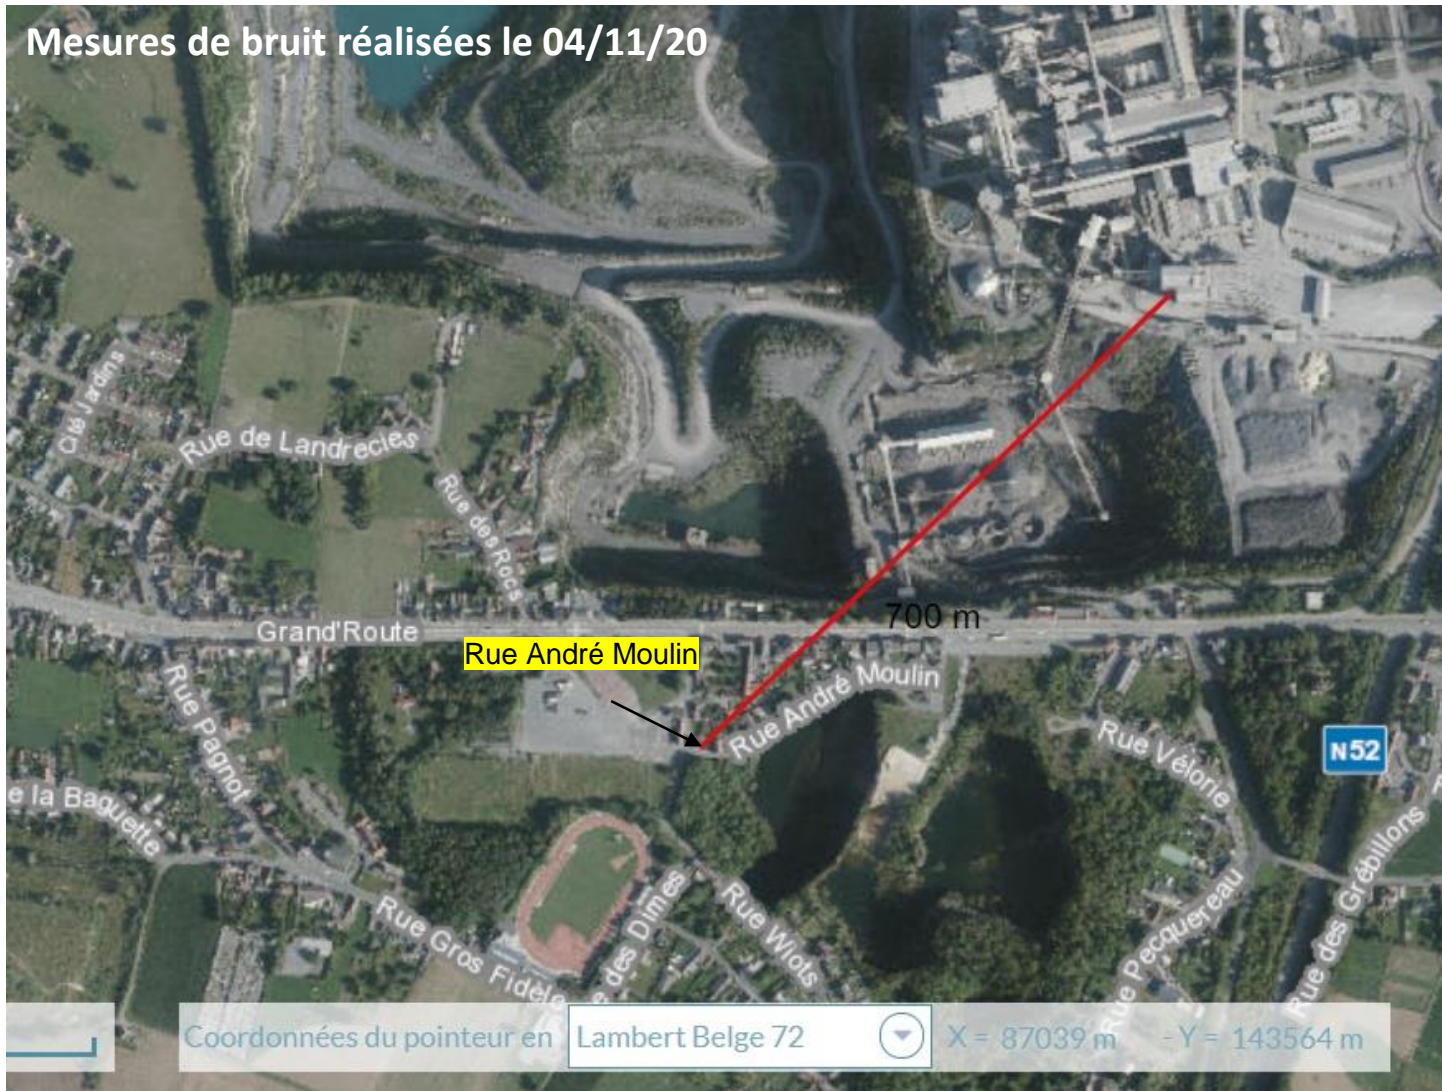 Mesures de bruit réalisées le 04/11/20
Cité Jardins
Rue de Landrecies
Rue des Rocs
700 m
Grand'Route
Rue André Moulin
Rue André Moulin
Rue Pagnot
Rue Vélorie
N52
e la Baguette
Rue Gros Fidèle
e des Dîmes
Rue Wiots
Rue Pecquereau
Rue des Grébillons
Coordonnées du pointeur en Lambert Belge 72 X = 87039 m - Y = 143564 m